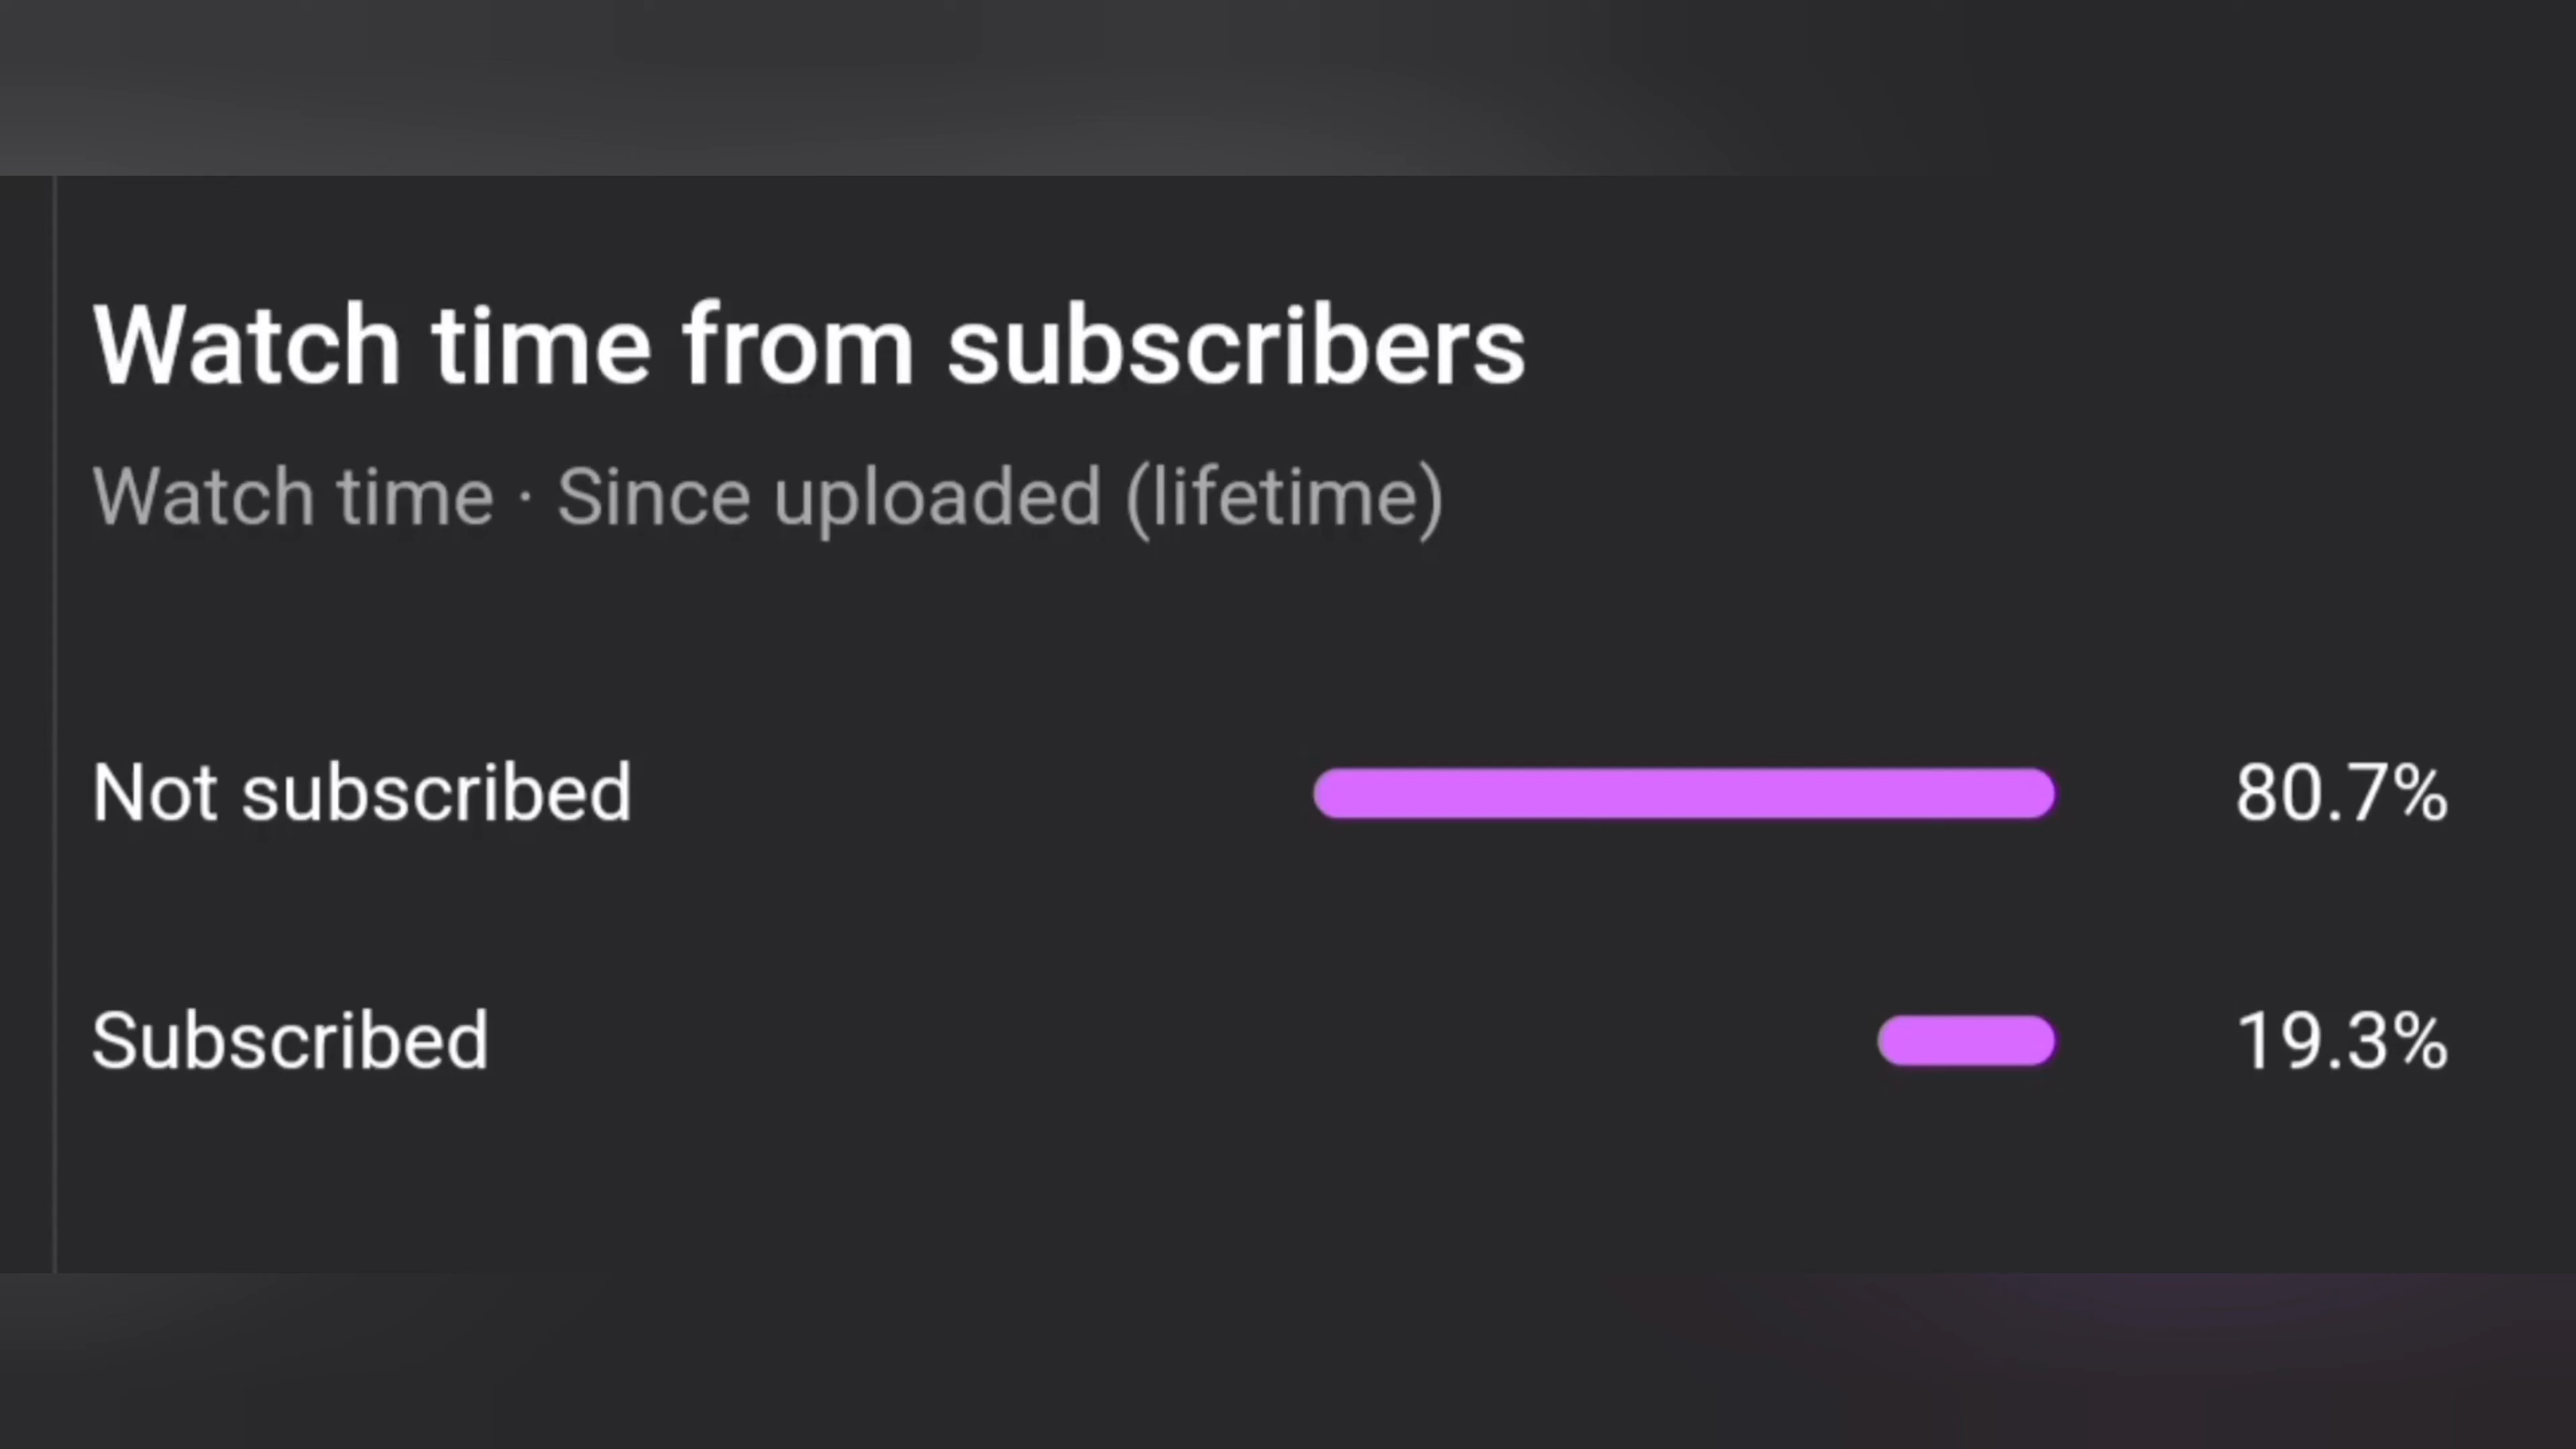 Watch time from subscribers
Watch time · Since uploaded (lifetime)
Not subscribed 80.7%
Subscribed 19.3%